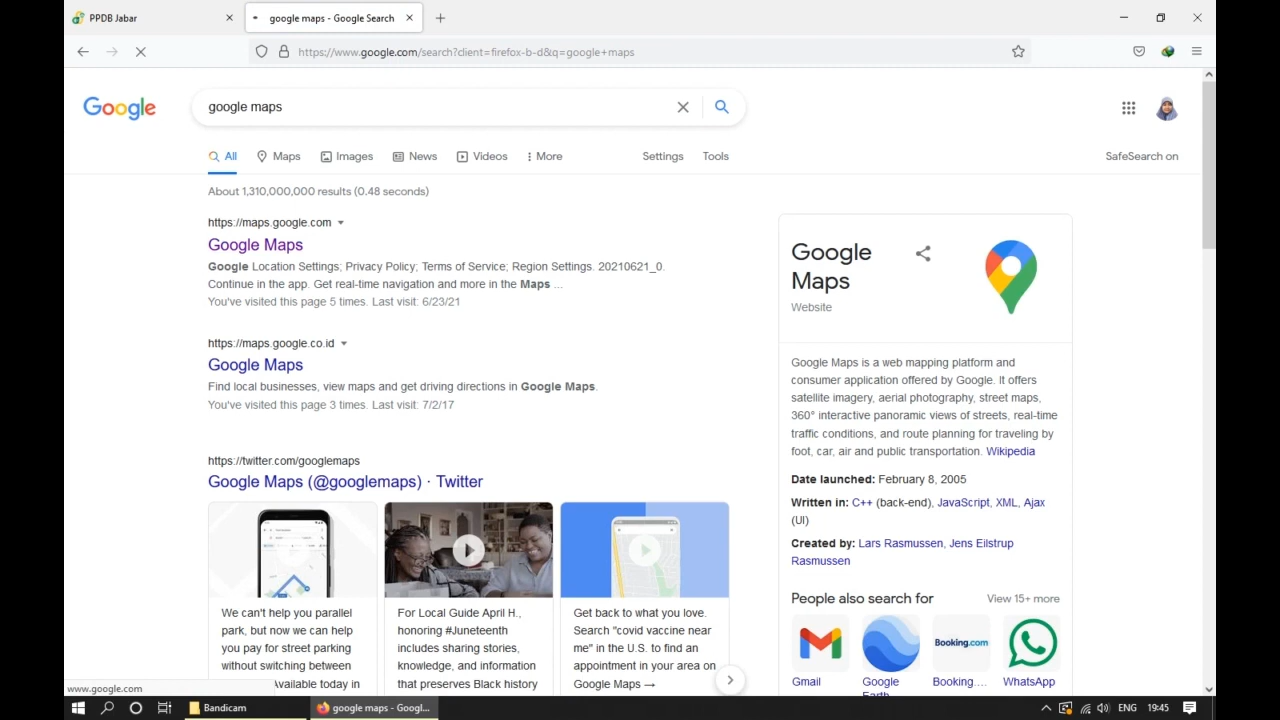 PPDB Jabar
google maps - Google Search
https://www.google.com/search?client=firefox-b-d&q=google+maps
Google
google maps
All
Maps
Images
News
Videos
More
Settings
Tools
SafeSearch on
About 1,310,000,000 results (0.48 seconds)
https://maps.google.com
Google Maps
Google Location Settings; Privacy Policy; Terms of Service; Region Settings. 20210621_0.
Continue in the app. Get real-time navigation and more in the Maps ...
You've visited this page 5 times. Last visit: 6/23/21
https://maps.google.co.id
Google Maps
Find local businesses, view maps and get driving directions in Google Maps.
You've visited this page 3 times. Last visit: 7/2/17
https://twitter.com/googlemaps
Google Maps (@googlemaps) · Twitter
We can't help you parallel
park, but now we can help
you pay for street parking
without switching between
Available today in
For Local Guide April H.,
honoring #Juneteenth
includes sharing stories,
knowledge, and information
that preserves Black history
Get back to what you love.
Search "covid vaccine near
me" in the U.S. to find an
appointment in your area on
Google Maps →
Google
Maps
Website
Google Maps is a web mapping platform and
consumer application offered by Google. It offers
satellite imagery, aerial photography, street maps,
360° interactive panoramic views of streets, real-time
traffic conditions, and route planning for traveling by
foot, car, air and public transportation. Wikipedia
Date launched: February 8, 2005
Written in: C++ (back-end), JavaScript, XML, Ajax
(UI)
Created by: Lars Rasmussen, Jens Eilstrup
Rasmussen
People also search for
View 15+ more
Booking.com
Gmail
Google
Earth
Booking....
WhatsApp
www.google.com
Bandicam
google maps - Googl...
ENG
19:45